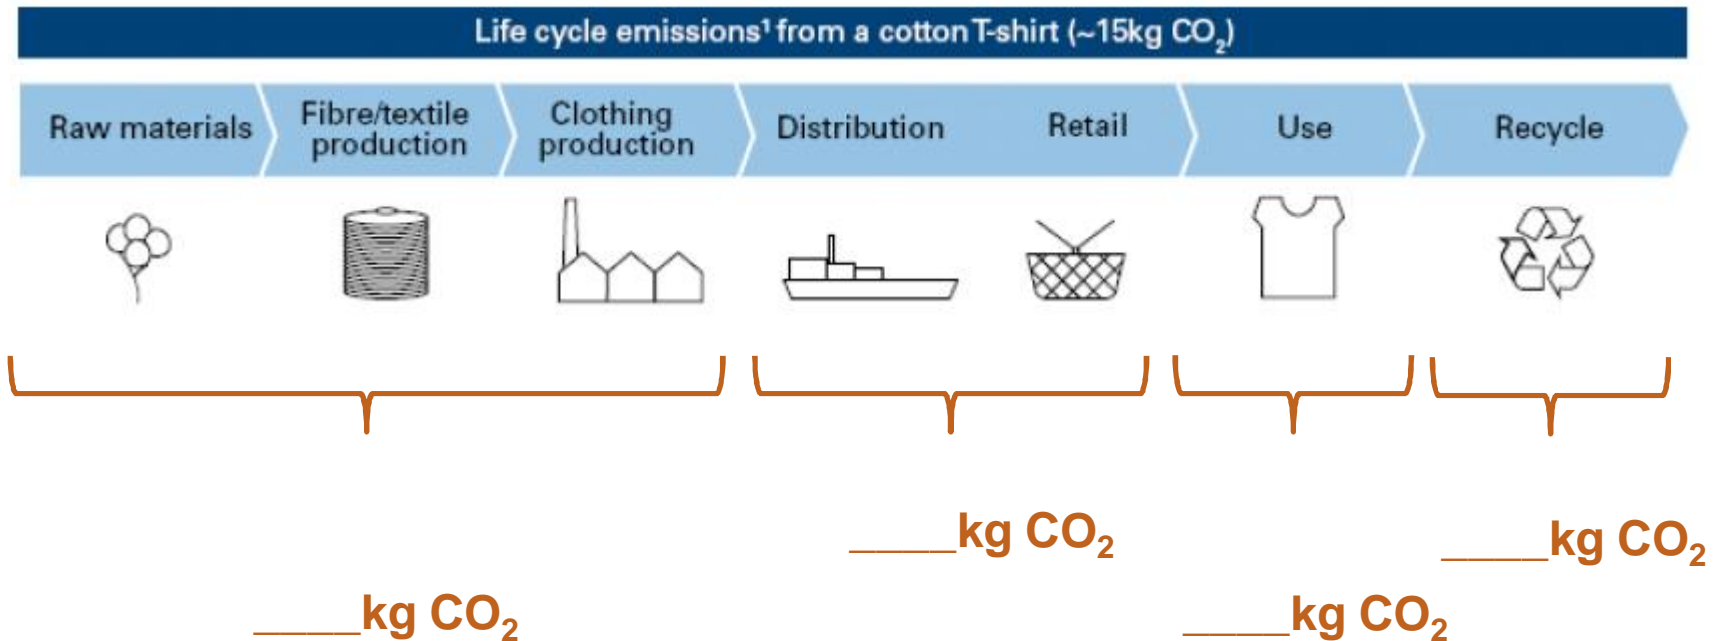 Life cycle emissions¹ from a cotton T-shirt (~15kg CO₂)
Raw materials
Fibre/textile
production
Clothing
production
Distribution
Retail
Use
Recycle
____kg CO₂
____kg CO₂
____kg CO₂
____kg CO₂